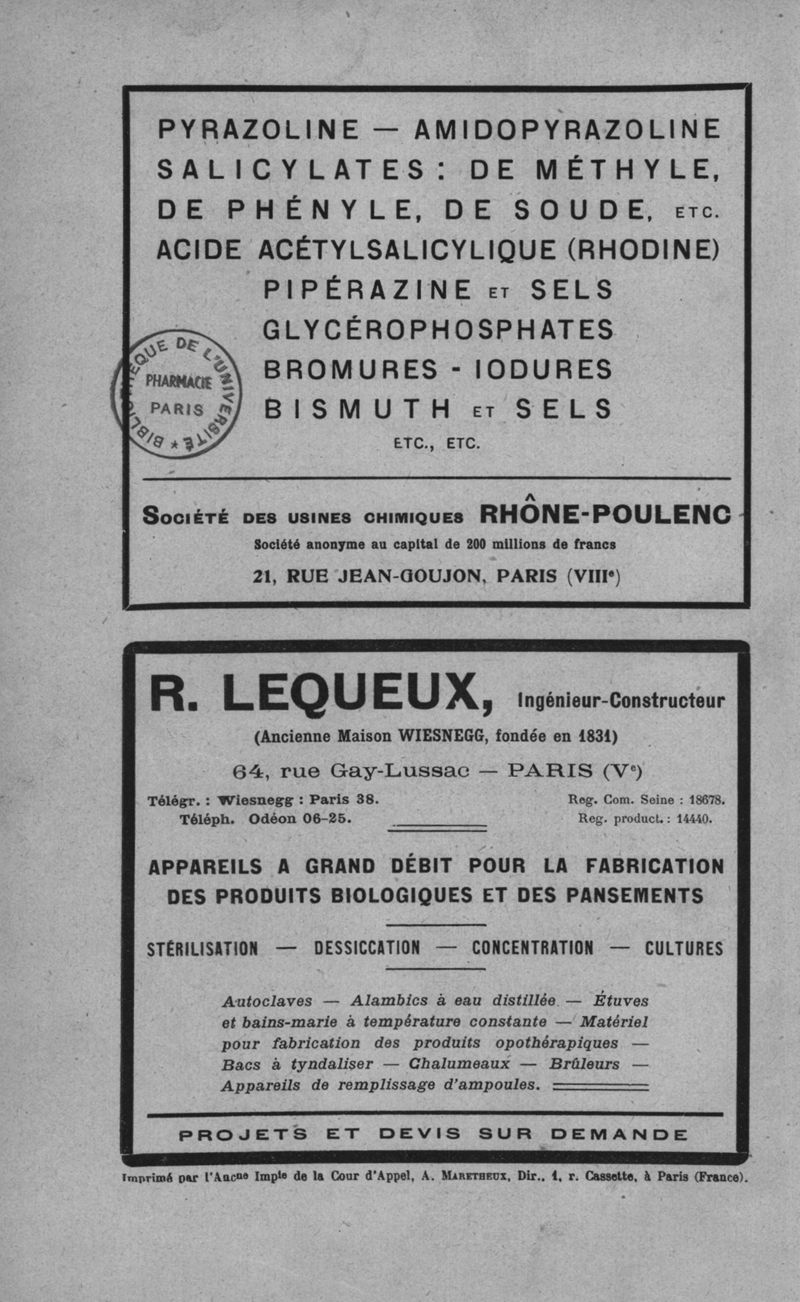 PYRAZOLINE — AMIDOPYRAZOLINE
SALICYLATES : DE MÉTHYLE,
DE PHÉNYLE, DE SOUDE, ETC.
ACIDE ACÉTYLSALICYLIQUE (RHODINE)
PIPÉRAZINE ET SELS
GLYCÉROPHOSPHATES
BROMURES - IODURES
BISMUTH ET SELS
ETC., ETC.
BIBLIOTHÈQUE DE L'UNIVERSITÉ
PHARMACIE
PARIS
SOCIÉTÉ DES USINES CHIMIQUES RHÔNE-POULENC
Société anonyme au capital de 200 millions de francs
21, RUE JEAN-GOUJON, PARIS (VIIIe)
R. LEQUEUX, Ingénieur-Constructeur
(Ancienne Maison WIESNEGG, fondée en 1831)
64, rue Gay-Lussac — PARIS (Ve)
Télégr. : Wiesnegg : Paris 38. Reg. Com. Seine : 18678.
Téléph. Odéon 06-25. Reg. product. : 14440.
APPAREILS A GRAND DÉBIT POUR LA FABRICATION
DES PRODUITS BIOLOGIQUES ET DES PANSEMENTS
STÉRILISATION — DESSICCATION — CONCENTRATION — CULTURES
Autoclaves — Alambics à eau distillée — Étuves
et bains-marie à température constante — Matériel
pour fabrication des produits opothérapiques —
Bacs à tyndaliser — Chalumeaux — Brûleurs —
Appareils de remplissage d'ampoules.
PROJETS ET DEVIS SUR DEMANDE
Imprimé par l'Ancne Imple de la Cour d'Appel, A. MARETHEUX, Dir., 1, r. Cassette, à Paris (France).